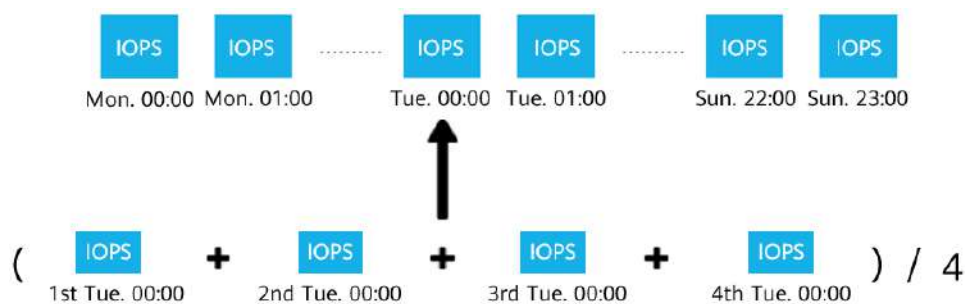 IOPS IOPS IOPS IOPS IOPS IOPS
Mon. 00:00 Mon. 01:00 Tue. 00:00 Tue. 01:00 Sun. 22:00 Sun. 23:00
( IOPS + IOPS + IOPS + IOPS ) / 4
1st Tue. 00:00 2nd Tue. 00:00 3rd Tue. 00:00 4th Tue. 00:00